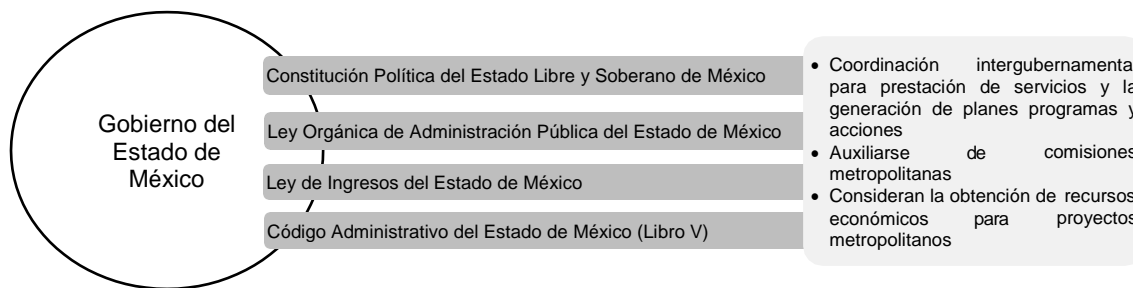 Gobierno del
Estado de
México
Constitución Política del Estado Libre y Soberano de México
Ley Orgánica de Administración Pública del Estado de México
Ley de Ingresos del Estado de México
Código Administrativo del Estado de México (Libro V)
• Coordinación intergubernamental
para prestación de servicios y la
generación de planes programas y
acciones
• Auxiliarse de comisiones
metropolitanas
• Consideran la obtención de recursos
económicos para proyectos
metropolitanos